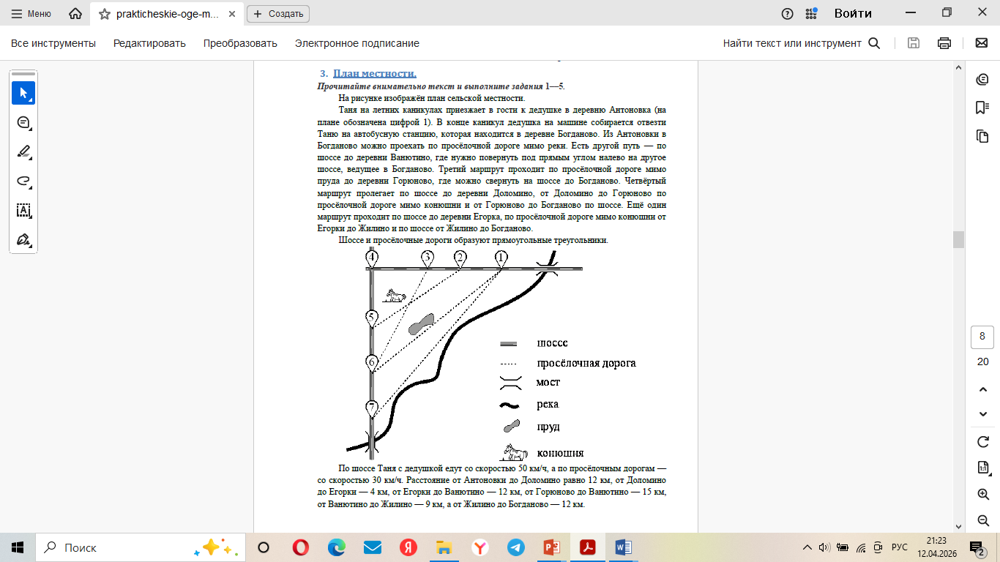 Меню
prakticheskie-oge-m...
Создать
Войти
Все инструменты
Редактировать
Преобразовать
Электронное подписание
Найти текст или инструмент
3. План местности.
Прочитайте внимательно текст и выполните задания 1—5.
На рисунке изображён план сельской местности.
Таня на летних каникулах приезжает в гости к дедушке в деревню Антоновка (на
плане обозначена цифрой 1). В конце каникул дедушка на машине собирается отвезти
Таню на автобусную станцию, которая находится в деревне Богданово. Из Антоновки в
Богданово можно проехать по просёлочной дороге мимо реки. Есть другой путь — по
шоссе до деревни Ванютино, где нужно повернуть под прямым углом налево на другое
шоссе, ведущее в Богданово. Третий маршрут проходит по просёлочной дороге мимо
пруда до деревни Горюново, где можно свернуть на шоссе до Богданово. Четвёртый
маршрут пролегает по шоссе до деревни Доломино, от Доломино до Горюново по
просёлочной дороге мимо конюшни и от Горюново до Богданово по шоссе. Ещё один
маршрут проходит по шоссе до деревни Егорка, по просёлочной дороге мимо конюшни от
Егорки до Жилино и по шоссе от Жилино до Богданово.
Шоссе и просёлочные дороги образуют прямоугольные треугольники.
4 3 2 1
5
6
7
шоссе
просёлочная дорога
мост
река
пруд
конюшня
По шоссе Таня с дедушкой едут со скоростью 50 км/ч, а по просёлочным дорогам —
со скоростью 30 км/ч. Расстояние от Антоновки до Доломино равно 12 км, от Доломино
до Егорки — 4 км, от Егорки до Ванютино — 12 км, от Горюново до Ванютино — 15 км,
от Ванютино до Жилино — 9 км, а от Жилино до Богданово — 12 км.
8
20
1:1
Поиск
РУС
21:23
12.04.2026
2